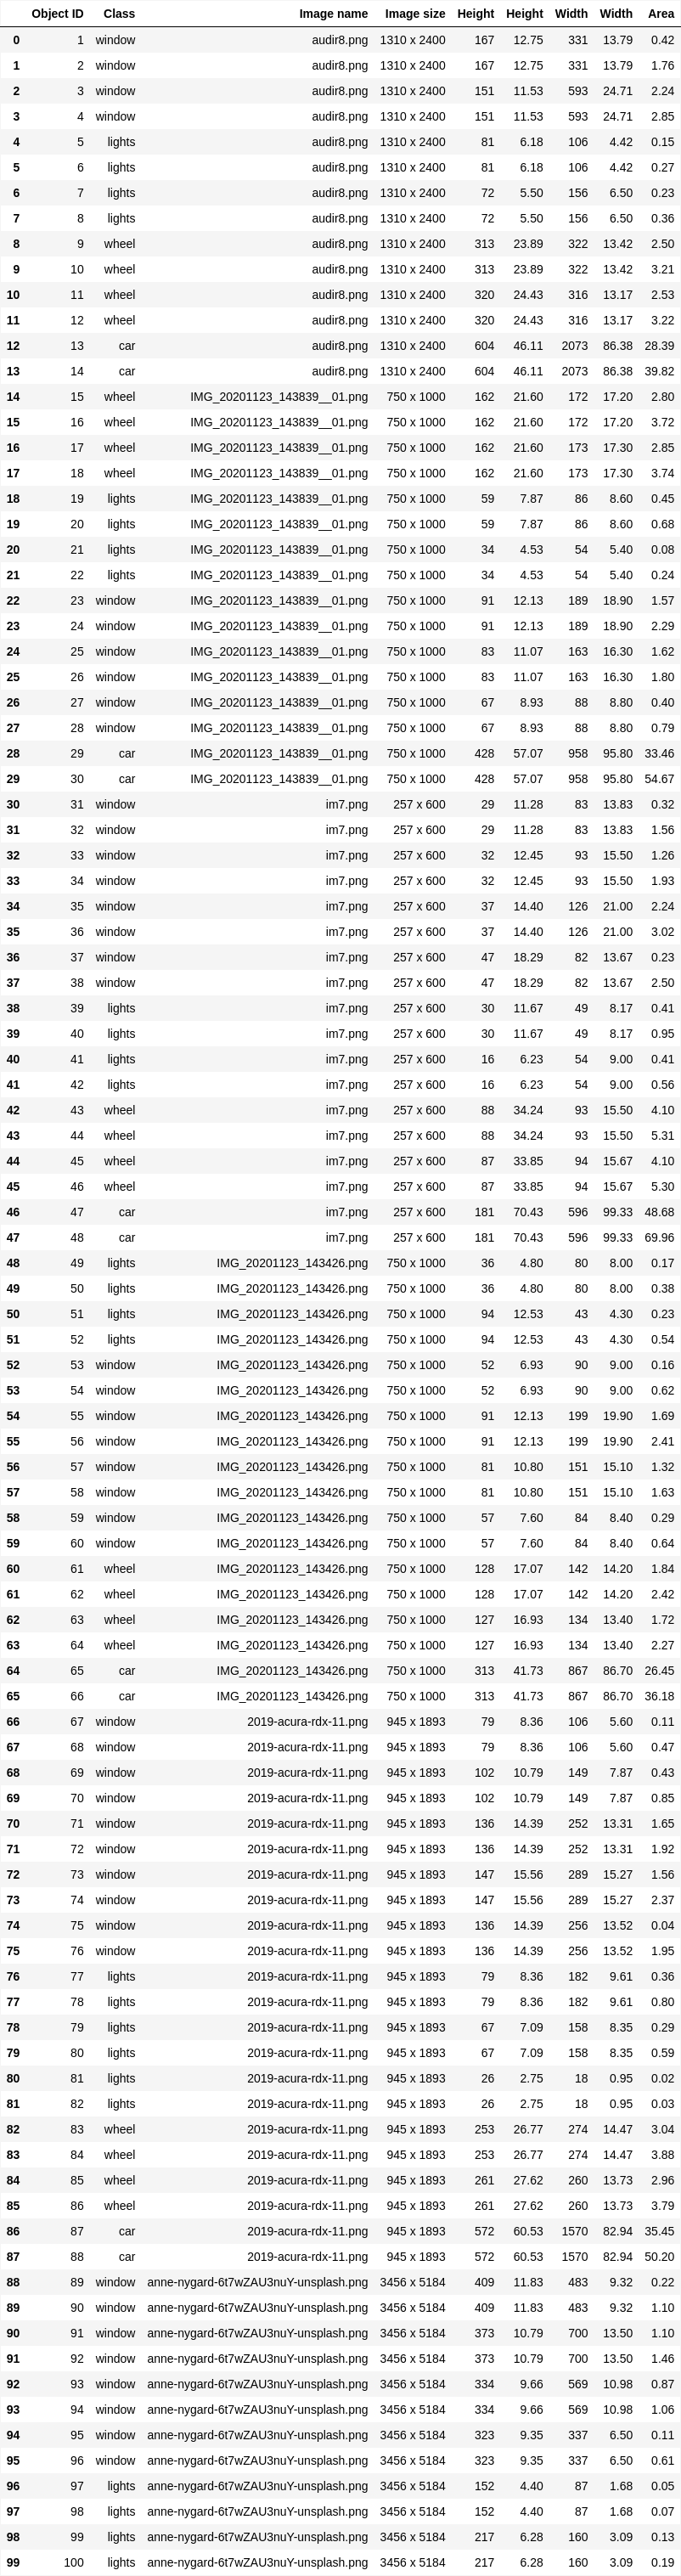 Object ID Class Image name Image size Height Height Width Width Area
0 1 window audir8.png 1310 x 2400 167 12.75 331 13.79 0.42
1 2 window audir8.png 1310 x 2400 167 12.75 331 13.79 1.76
2 3 window audir8.png 1310 x 2400 151 11.53 593 24.71 2.24
3 4 window audir8.png 1310 x 2400 151 11.53 593 24.71 2.85
4 5 lights audir8.png 1310 x 2400 81 6.18 106 4.42 0.15
5 6 lights audir8.png 1310 x 2400 81 6.18 106 4.42 0.27
6 7 lights audir8.png 1310 x 2400 72 5.50 156 6.50 0.23
7 8 lights audir8.png 1310 x 2400 72 5.50 156 6.50 0.36
8 9 wheel audir8.png 1310 x 2400 313 23.89 322 13.42 2.50
9 10 wheel audir8.png 1310 x 2400 313 23.89 322 13.42 3.21
10 11 wheel audir8.png 1310 x 2400 320 24.43 316 13.17 2.53
11 12 wheel audir8.png 1310 x 2400 320 24.43 316 13.17 3.22
12 13 car audir8.png 1310 x 2400 604 46.11 2073 86.38 28.39
13 14 car audir8.png 1310 x 2400 604 46.11 2073 86.38 39.82
14 15 wheel IMG_20201123_143839__01.png 750 x 1000 162 21.60 172 17.20 2.80
15 16 wheel IMG_20201123_143839__01.png 750 x 1000 162 21.60 172 17.20 3.72
16 17 wheel IMG_20201123_143839__01.png 750 x 1000 162 21.60 173 17.30 2.85
17 18 wheel IMG_20201123_143839__01.png 750 x 1000 162 21.60 173 17.30 3.74
18 19 lights IMG_20201123_143839__01.png 750 x 1000 59 7.87 86 8.60 0.45
19 20 lights IMG_20201123_143839__01.png 750 x 1000 59 7.87 86 8.60 0.68
20 21 lights IMG_20201123_143839__01.png 750 x 1000 34 4.53 54 5.40 0.08
21 22 lights IMG_20201123_143839__01.png 750 x 1000 34 4.53 54 5.40 0.24
22 23 window IMG_20201123_143839__01.png 750 x 1000 91 12.13 189 18.90 1.57
23 24 window IMG_20201123_143839__01.png 750 x 1000 91 12.13 189 18.90 2.29
24 25 window IMG_20201123_143839__01.png 750 x 1000 83 11.07 163 16.30 1.62
25 26 window IMG_20201123_143839__01.png 750 x 1000 83 11.07 163 16.30 1.80
26 27 window IMG_20201123_143839__01.png 750 x 1000 67 8.93 88 8.80 0.40
27 28 window IMG_20201123_143839__01.png 750 x 1000 67 8.93 88 8.80 0.79
28 29 car IMG_20201123_143839__01.png 750 x 1000 428 57.07 958 95.80 33.46
29 30 car IMG_20201123_143839__01.png 750 x 1000 428 57.07 958 95.80 54.67
30 31 window im7.png 257 x 600 29 11.28 83 13.83 0.32
31 32 window im7.png 257 x 600 29 11.28 83 13.83 1.56
32 33 window im7.png 257 x 600 32 12.45 93 15.50 1.26
33 34 window im7.png 257 x 600 32 12.45 93 15.50 1.93
34 35 window im7.png 257 x 600 37 14.40 126 21.00 2.24
35 36 window im7.png 257 x 600 37 14.40 126 21.00 3.02
36 37 window im7.png 257 x 600 47 18.29 82 13.67 0.23
37 38 window im7.png 257 x 600 47 18.29 82 13.67 2.50
38 39 lights im7.png 257 x 600 30 11.67 49 8.17 0.41
39 40 lights im7.png 257 x 600 30 11.67 49 8.17 0.95
40 41 lights im7.png 257 x 600 16 6.23 54 9.00 0.41
41 42 lights im7.png 257 x 600 16 6.23 54 9.00 0.56
42 43 wheel im7.png 257 x 600 88 34.24 93 15.50 4.10
43 44 wheel im7.png 257 x 600 88 34.24 93 15.50 5.31
44 45 wheel im7.png 257 x 600 87 33.85 94 15.67 4.10
45 46 wheel im7.png 257 x 600 87 33.85 94 15.67 5.30
46 47 car im7.png 257 x 600 181 70.43 596 99.33 48.68
47 48 car im7.png 257 x 600 181 70.43 596 99.33 69.96
48 49 lights IMG_20201123_143426.png 750 x 1000 36 4.80 80 8.00 0.17
49 50 lights IMG_20201123_143426.png 750 x 1000 36 4.80 80 8.00 0.38
50 51 lights IMG_20201123_143426.png 750 x 1000 94 12.53 43 4.30 0.23
51 52 lights IMG_20201123_143426.png 750 x 1000 94 12.53 43 4.30 0.54
52 53 window IMG_20201123_143426.png 750 x 1000 52 6.93 90 9.00 0.16
53 54 window IMG_20201123_143426.png 750 x 1000 52 6.93 90 9.00 0.62
54 55 window IMG_20201123_143426.png 750 x 1000 91 12.13 199 19.90 1.69
55 56 window IMG_20201123_143426.png 750 x 1000 91 12.13 199 19.90 2.41
56 57 window IMG_20201123_143426.png 750 x 1000 81 10.80 151 15.10 1.32
57 58 window IMG_20201123_143426.png 750 x 1000 81 10.80 151 15.10 1.63
58 59 window IMG_20201123_143426.png 750 x 1000 57 7.60 84 8.40 0.29
59 60 window IMG_20201123_143426.png 750 x 1000 57 7.60 84 8.40 0.64
60 61 wheel IMG_20201123_143426.png 750 x 1000 128 17.07 142 14.20 1.84
61 62 wheel IMG_20201123_143426.png 750 x 1000 128 17.07 142 14.20 2.42
62 63 wheel IMG_20201123_143426.png 750 x 1000 127 16.93 134 13.40 1.72
63 64 wheel IMG_20201123_143426.png 750 x 1000 127 16.93 134 13.40 2.27
64 65 car IMG_20201123_143426.png 750 x 1000 313 41.73 867 86.70 26.45
65 66 car IMG_20201123_143426.png 750 x 1000 313 41.73 867 86.70 36.18
66 67 window 2019-acura-rdx-11.png 945 x 1893 79 8.36 106 5.60 0.11
67 68 window 2019-acura-rdx-11.png 945 x 1893 79 8.36 106 5.60 0.47
68 69 window 2019-acura-rdx-11.png 945 x 1893 102 10.79 149 7.87 0.43
69 70 window 2019-acura-rdx-11.png 945 x 1893 102 10.79 149 7.87 0.85
70 71 window 2019-acura-rdx-11.png 945 x 1893 136 14.39 252 13.31 1.65
71 72 window 2019-acura-rdx-11.png 945 x 1893 136 14.39 252 13.31 1.92
72 73 window 2019-acura-rdx-11.png 945 x 1893 147 15.56 289 15.27 1.56
73 74 window 2019-acura-rdx-11.png 945 x 1893 147 15.56 289 15.27 2.37
74 75 window 2019-acura-rdx-11.png 945 x 1893 136 14.39 256 13.52 0.04
75 76 window 2019-acura-rdx-11.png 945 x 1893 136 14.39 256 13.52 1.95
76 77 lights 2019-acura-rdx-11.png 945 x 1893 79 8.36 182 9.61 0.36
77 78 lights 2019-acura-rdx-11.png 945 x 1893 79 8.36 182 9.61 0.80
78 79 lights 2019-acura-rdx-11.png 945 x 1893 67 7.09 158 8.35 0.29
79 80 lights 2019-acura-rdx-11.png 945 x 1893 67 7.09 158 8.35 0.59
80 81 lights 2019-acura-rdx-11.png 945 x 1893 26 2.75 18 0.95 0.02
81 82 lights 2019-acura-rdx-11.png 945 x 1893 26 2.75 18 0.95 0.03
82 83 wheel 2019-acura-rdx-11.png 945 x 1893 253 26.77 274 14.47 3.04
83 84 wheel 2019-acura-rdx-11.png 945 x 1893 253 26.77 274 14.47 3.88
84 85 wheel 2019-acura-rdx-11.png 945 x 1893 261 27.62 260 13.73 2.96
85 86 wheel 2019-acura-rdx-11.png 945 x 1893 261 27.62 260 13.73 3.79
86 87 car 2019-acura-rdx-11.png 945 x 1893 572 60.53 1570 82.94 35.45
87 88 car 2019-acura-rdx-11.png 945 x 1893 572 60.53 1570 82.94 50.20
88 89 window anne-nygard-6t7wZAU3nuY-unsplash.png 3456 x 5184 409 11.83 483 9.32 0.22
89 90 window anne-nygard-6t7wZAU3nuY-unsplash.png 3456 x 5184 409 11.83 483 9.32 1.10
90 91 window anne-nygard-6t7wZAU3nuY-unsplash.png 3456 x 5184 373 10.79 700 13.50 1.10
91 92 window anne-nygard-6t7wZAU3nuY-unsplash.png 3456 x 5184 373 10.79 700 13.50 1.46
92 93 window anne-nygard-6t7wZAU3nuY-unsplash.png 3456 x 5184 334 9.66 569 10.98 0.87
93 94 window anne-nygard-6t7wZAU3nuY-unsplash.png 3456 x 5184 334 9.66 569 10.98 1.06
94 95 window anne-nygard-6t7wZAU3nuY-unsplash.png 3456 x 5184 323 9.35 337 6.50 0.11
95 96 window anne-nygard-6t7wZAU3nuY-unsplash.png 3456 x 5184 323 9.35 337 6.50 0.61
96 97 lights anne-nygard-6t7wZAU3nuY-unsplash.png 3456 x 5184 152 4.40 87 1.68 0.05
97 98 lights anne-nygard-6t7wZAU3nuY-unsplash.png 3456 x 5184 152 4.40 87 1.68 0.07
98 99 lights anne-nygard-6t7wZAU3nuY-unsplash.png 3456 x 5184 217 6.28 160 3.09 0.13
99 100 lights anne-nygard-6t7wZAU3nuY-unsplash.png 3456 x 5184 217 6.28 160 3.09 0.19